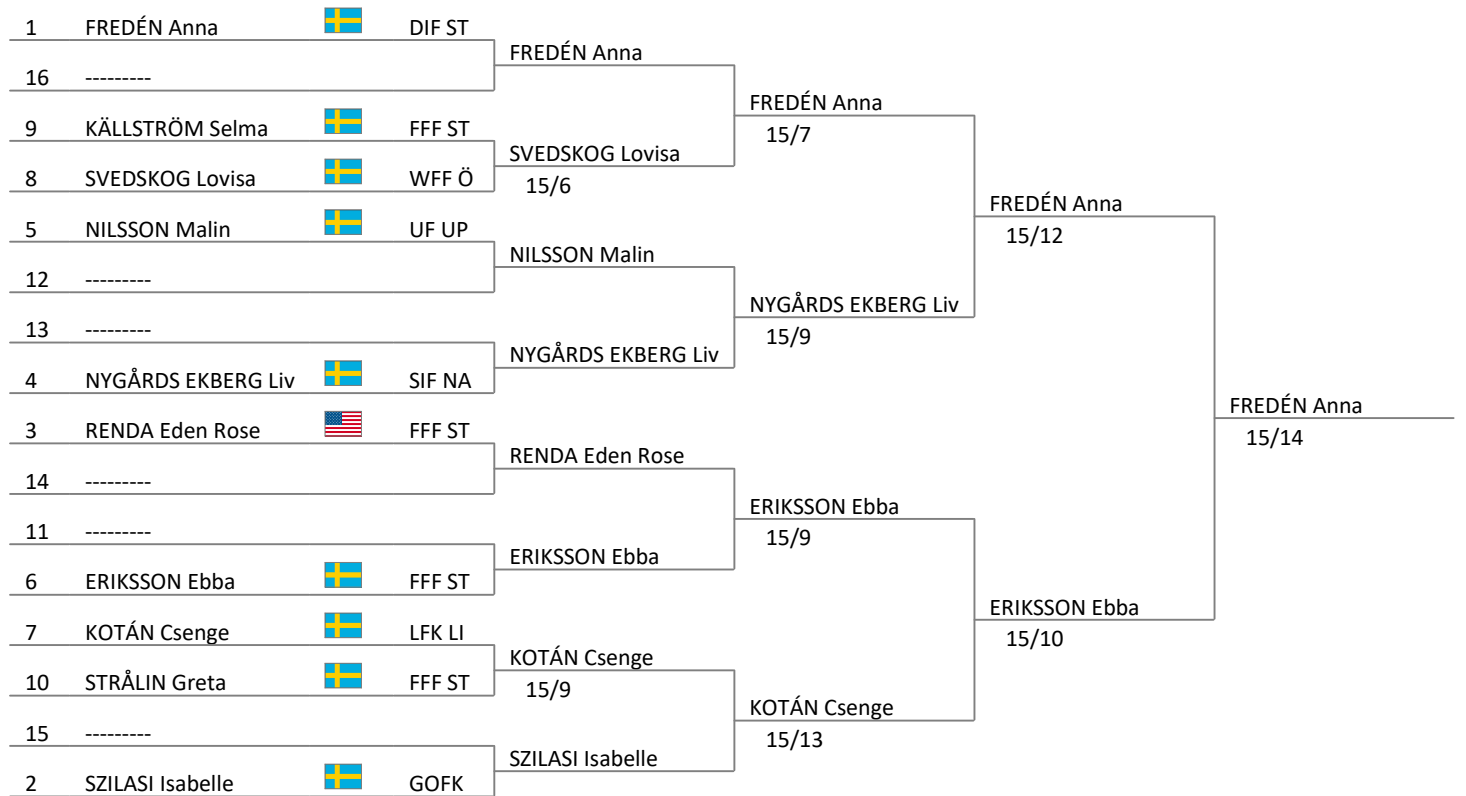 1 FREDÉN Anna DIF ST
16 ---------
9 KÄLLSTRÖM Selma FFF ST
8 SVEDSKOG Lovisa WFF Ö
5 NILSSON Malin UF UP
12 ---------
13 ---------
4 NYGÅRDS EKBERG Liv SIF NA
3 RENDA Eden Rose FFF ST
14 ---------
11 ---------
6 ERIKSSON Ebba FFF ST
7 KOTÁN Csenge LFK LI
10 STRÅLIN Greta FFF ST
15 ---------
2 SZILASI Isabelle GOFK
FREDÉN Anna
SVEDSKOG Lovisa
15/6
NILSSON Malin
NYGÅRDS EKBERG Liv
RENDA Eden Rose
ERIKSSON Ebba
KOTÁN Csenge
15/9
SZILASI Isabelle
FREDÉN Anna
15/7
NYGÅRDS EKBERG Liv
15/9
ERIKSSON Ebba
15/9
KOTÁN Csenge
15/13
FREDÉN Anna
15/12
ERIKSSON Ebba
15/10
FREDÉN Anna
15/14